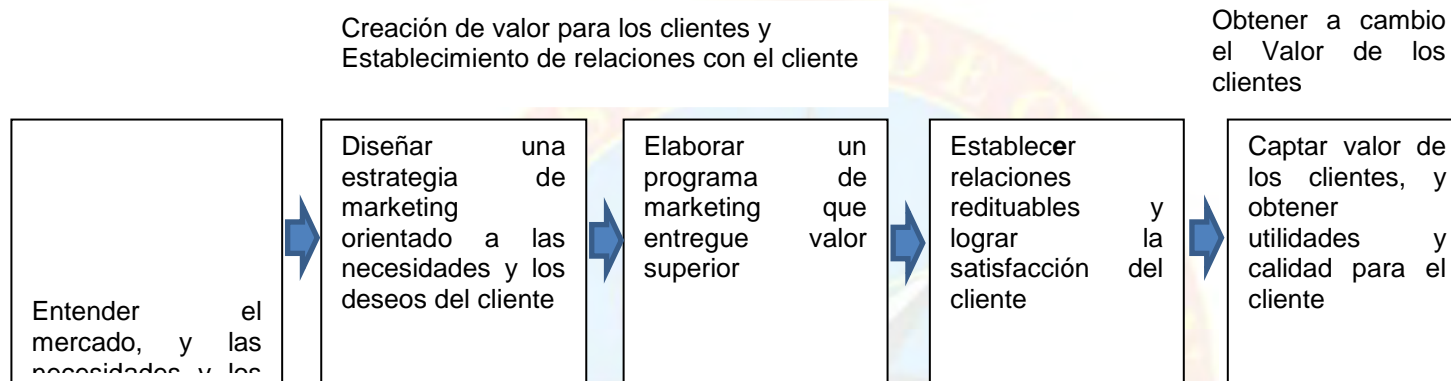 Creación de valor para los clientes y
Establecimiento de relaciones con el cliente
Obtener a cambio
el Valor de los
clientes
Entender el
mercado, y las
necesidades y los
Diseñar una
estrategia de
marketing
orientado a las
necesidades y los
deseos del cliente
Elaborar un
programa de
marketing que
entregue valor
superior
Establecer
relaciones
redituables y
lograr la
satisfacción del
cliente
Captar valor de
los clientes, y
obtener
utilidades y
calidad para el
cliente